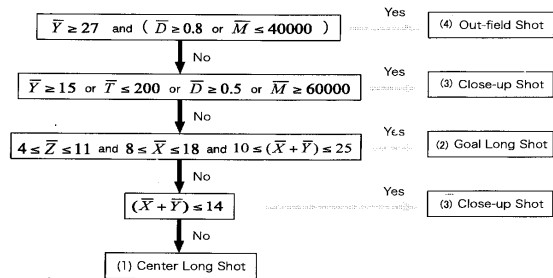 Yes
Y̅ ≥ 27 and ( D̅ ≥ 0.8 or M̅ ≤ 40000 )
(4) Out-field Shot
No
Yes
Y̅ ≥ 15 or T̅ ≤ 200 or D̅ ≥ 0.5 or M̅ ≥ 60000
(3) Close-up Shot
No
Yes
4 ≤ Z̅ ≤ 11 and 8 ≤ X̅ ≤ 18 and 10 ≤ (X̅ + Y̅) ≤ 25
(2) Goal Long Shot
No
Yes
(X̅ + Y̅) ≤ 14
(3) Close-up Shot
No
(1) Center Long Shot